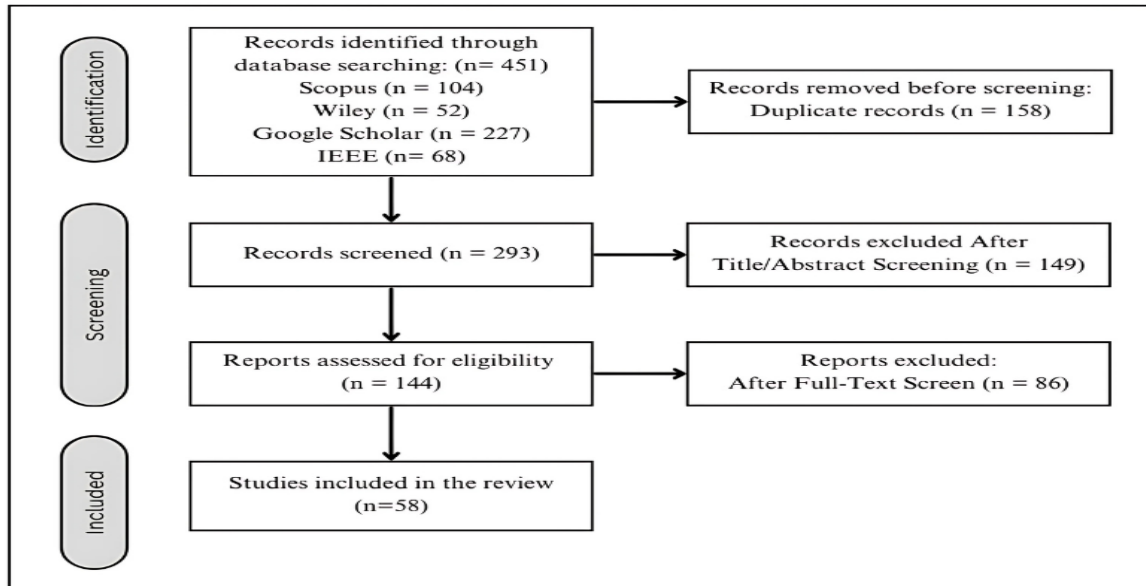 Identification
Records identified through
database searching: (n= 451)
Scopus (n = 104)
Wiley (n = 52)
Google Scholar (n = 227)
IEEE (n= 68)
Records removed before screening:
Duplicate records (n = 158)
Screening
Records screened (n = 293)
Records excluded After
Title/Abstract Screening (n = 149)
Reports assessed for eligibility
(n = 144)
Reports excluded:
After Full-Text Screen (n = 86)
Included
Studies included in the review
(n=58)